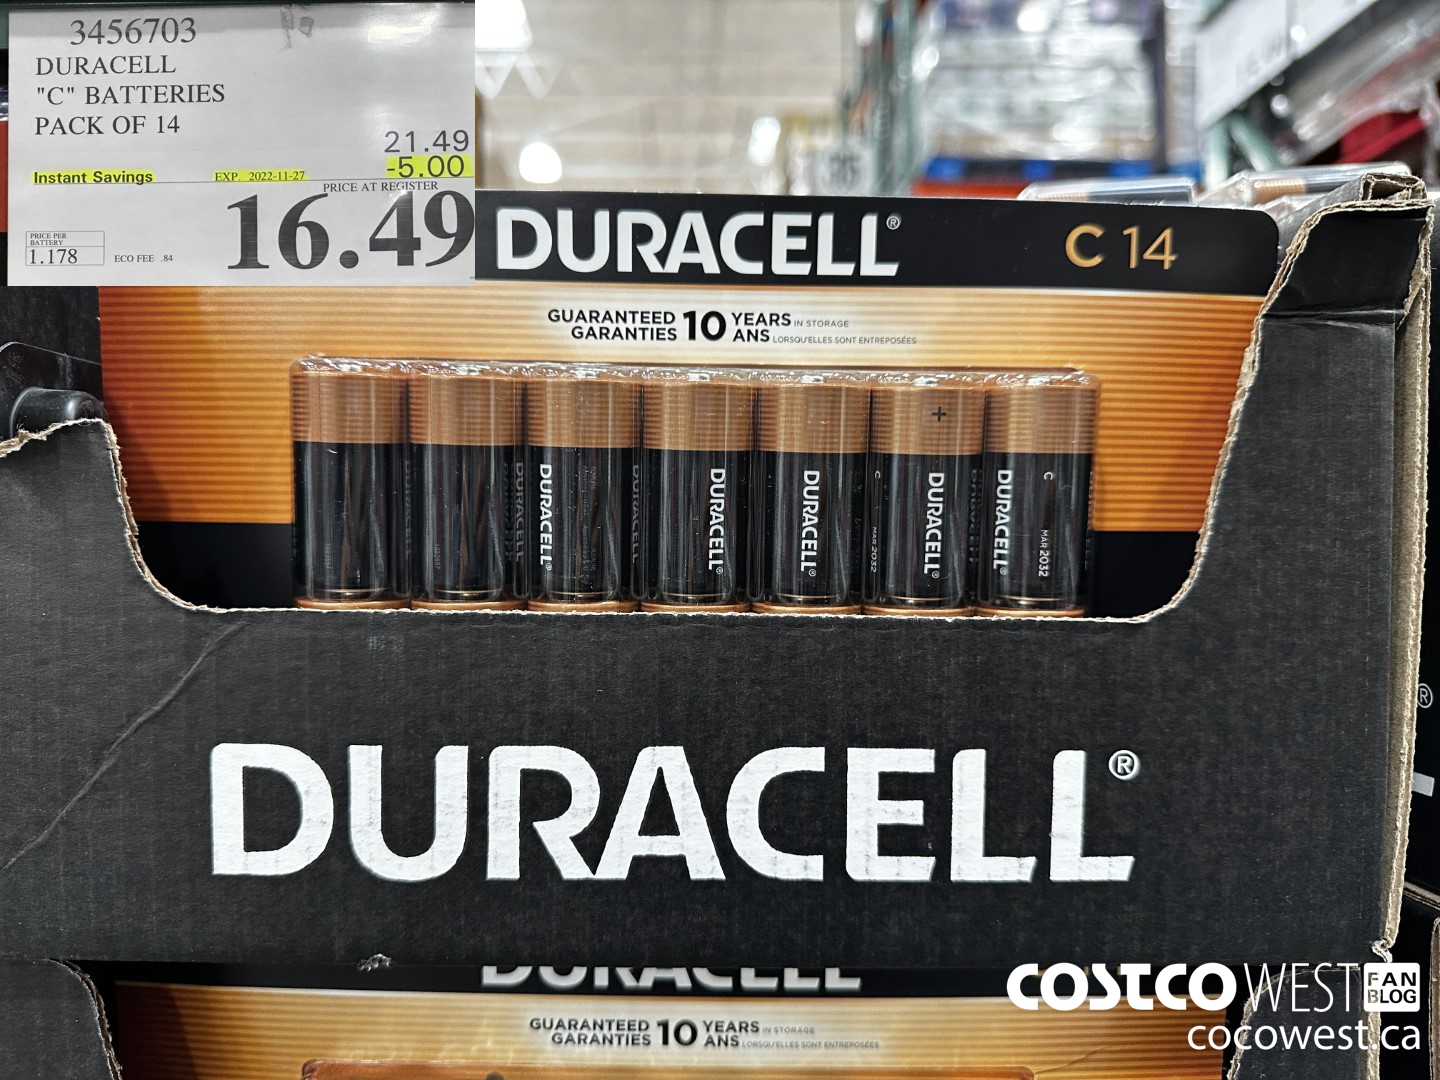 3456703
DURACELL
"C" BATTERIES
PACK OF 14
21.49
-5.00
Instant Savings EXP. 2022-11-27
PRICE AT REGISTER
16.49
PRICE PER
BATTERY
1.178
ECO FEE .84
DURACELL® C 14
GUARANTEED GARANTIES 10 YEARS ANS IN STORAGE
LORSQU'ELLES SONT ENTREPOSÉES
DURACELL
DURACELL®
DURACELL
DURACELL®
DURACELL®
C
MAR 2032
DURACELL®
+
DURACELL®
C
MAR 2032
DURACELL®
®
DURACELL
GUARANTEED GARANTIES 10 YEARS ANS IN STORAGE
LORSQU'ELLES SONT ENTREPOSÉES
COSTCO WEST FAN BLOG
cocowest.ca